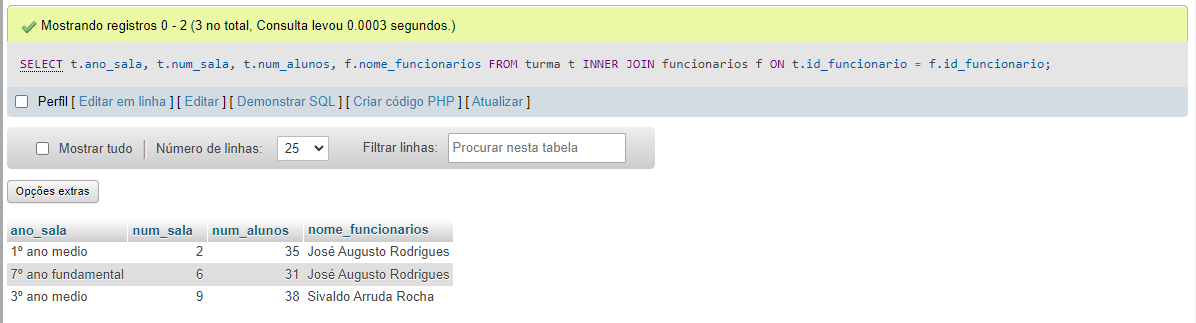 Mostrando registros 0 - 2 (3 no total, Consulta levou 0.0003 segundos.)
SELECT t.ano_sala, t.num_sala, t.num_alunos, f.nome_funcionarios FROM turma t INNER JOIN funcionarios f ON t.id_funcionario = f.id_funcionario;
Perfil [ Editar em linha ] [ Editar ] [ Demonstrar SQL ] [ Criar código PHP ] [ Atualizar ]
Mostrar tudo Número de linhas: 25 Filtrar linhas: Procurar nesta tabela
Opções extras
ano_sala num_sala num_alunos nome_funcionarios
1º ano medio 2 35 José Augusto Rodrigues
7º ano fundamental 6 31 José Augusto Rodrigues
3º ano medio 9 38 Sivaldo Arruda Rocha